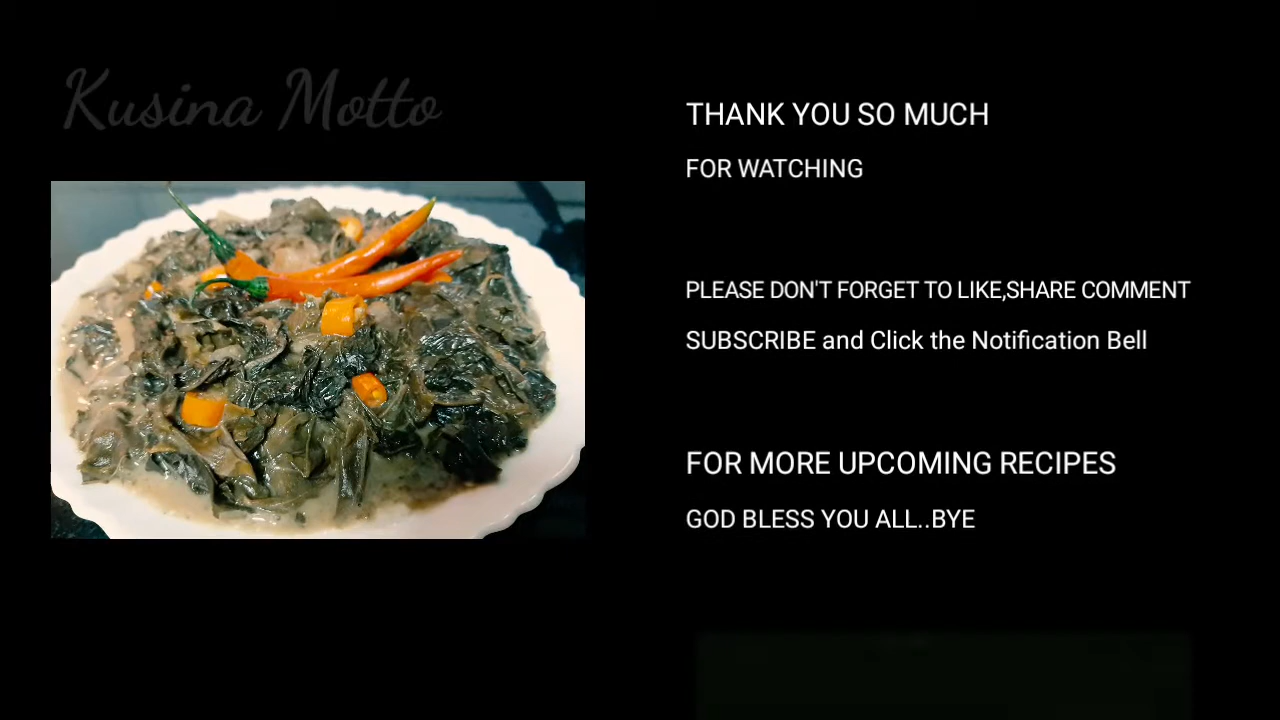 Kusina Motto
THANK YOU SO MUCH
FOR WATCHING
PLEASE DON'T FORGET TO LIKE,SHARE COMMENT
SUBSCRIBE and Click the Notification Bell
FOR MORE UPCOMING RECIPES
GOD BLESS YOU ALL..BYE